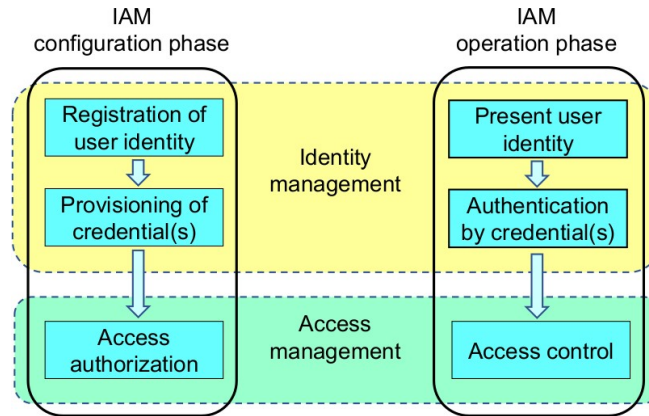 IAM
configuration phase
IAM
operation phase
Registration of
user identity
Present user
identity
Identity
management
Provisioning of
credential(s)
Authentication
by credential(s)
Access
authorization
Access
management
Access control